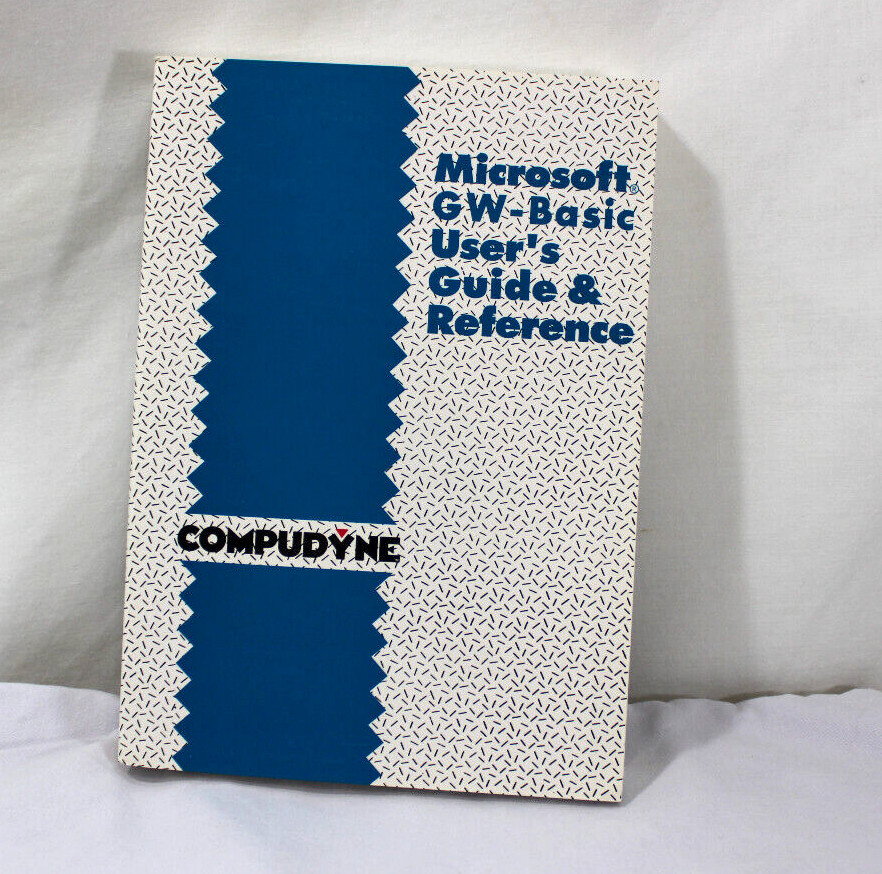 Microsoft®
GW-Basic
User's
Guide &
Reference
COMPUDYNE